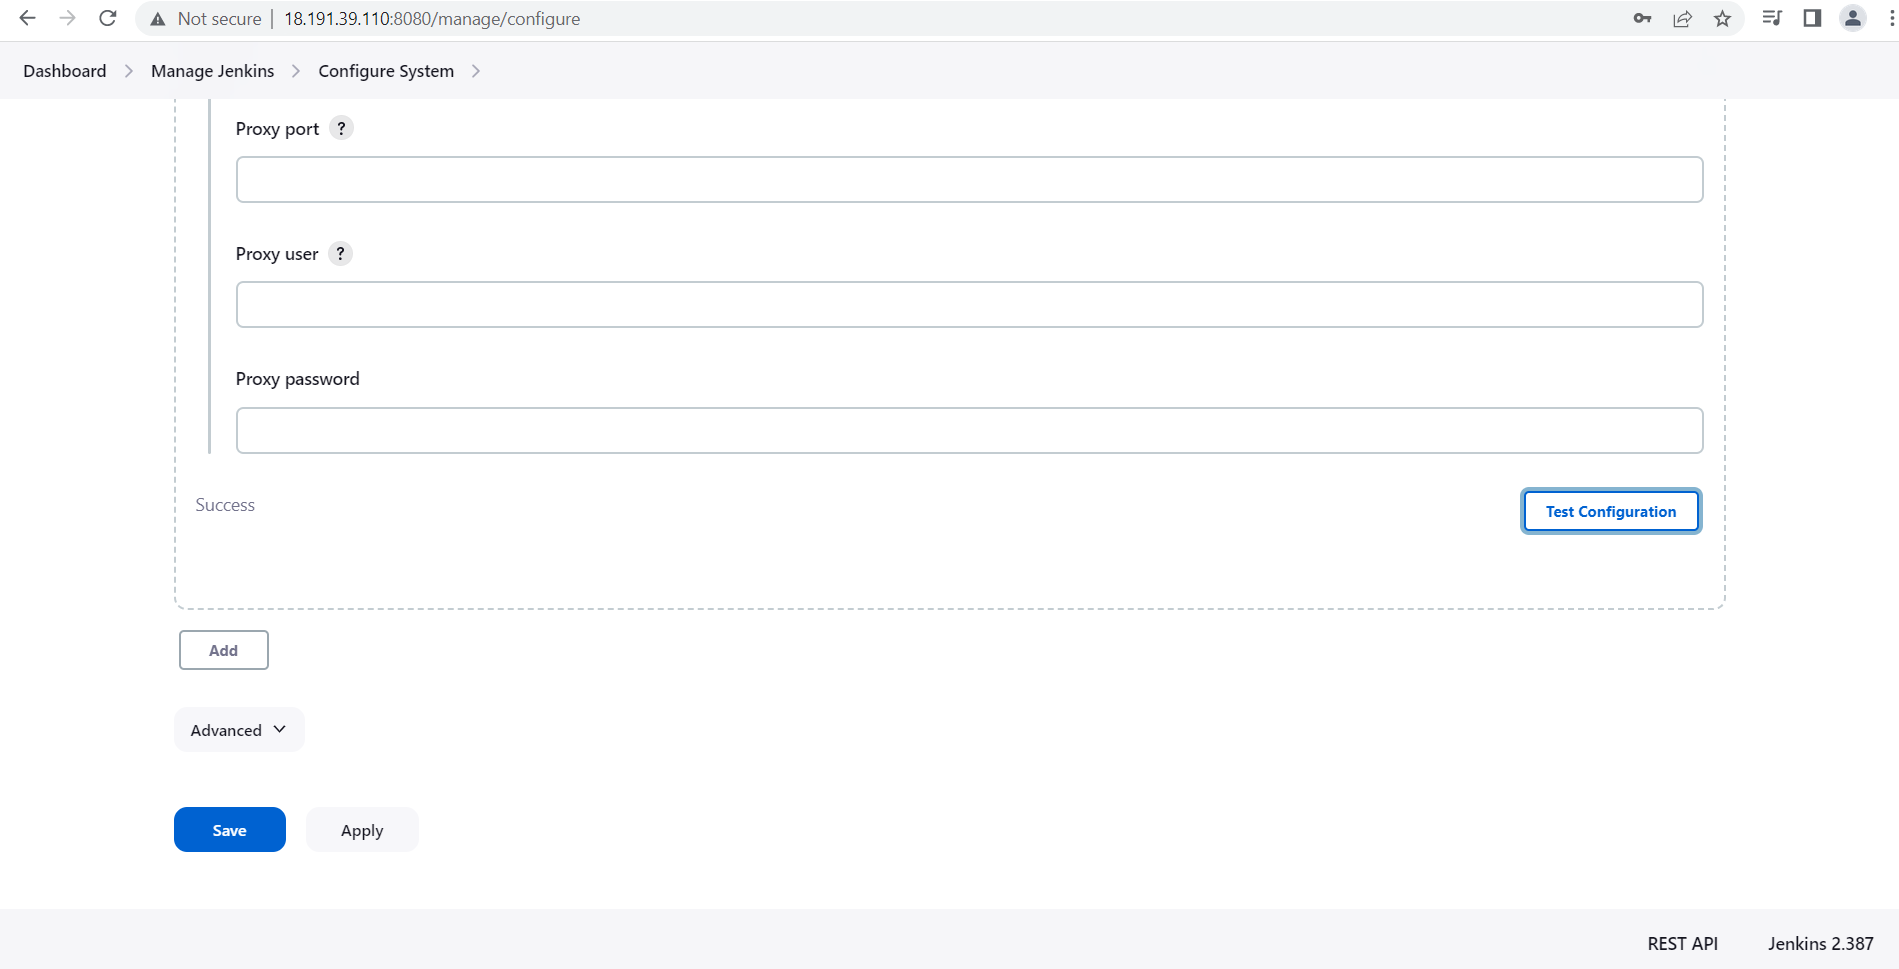 Not secure | 18.191.39.110:8080/manage/configure
Dashboard > Manage Jenkins > Configure System >
Proxy port ?
Proxy user ?
Proxy password
Success
Test Configuration
Add
Advanced
Save Apply
REST API Jenkins 2.387